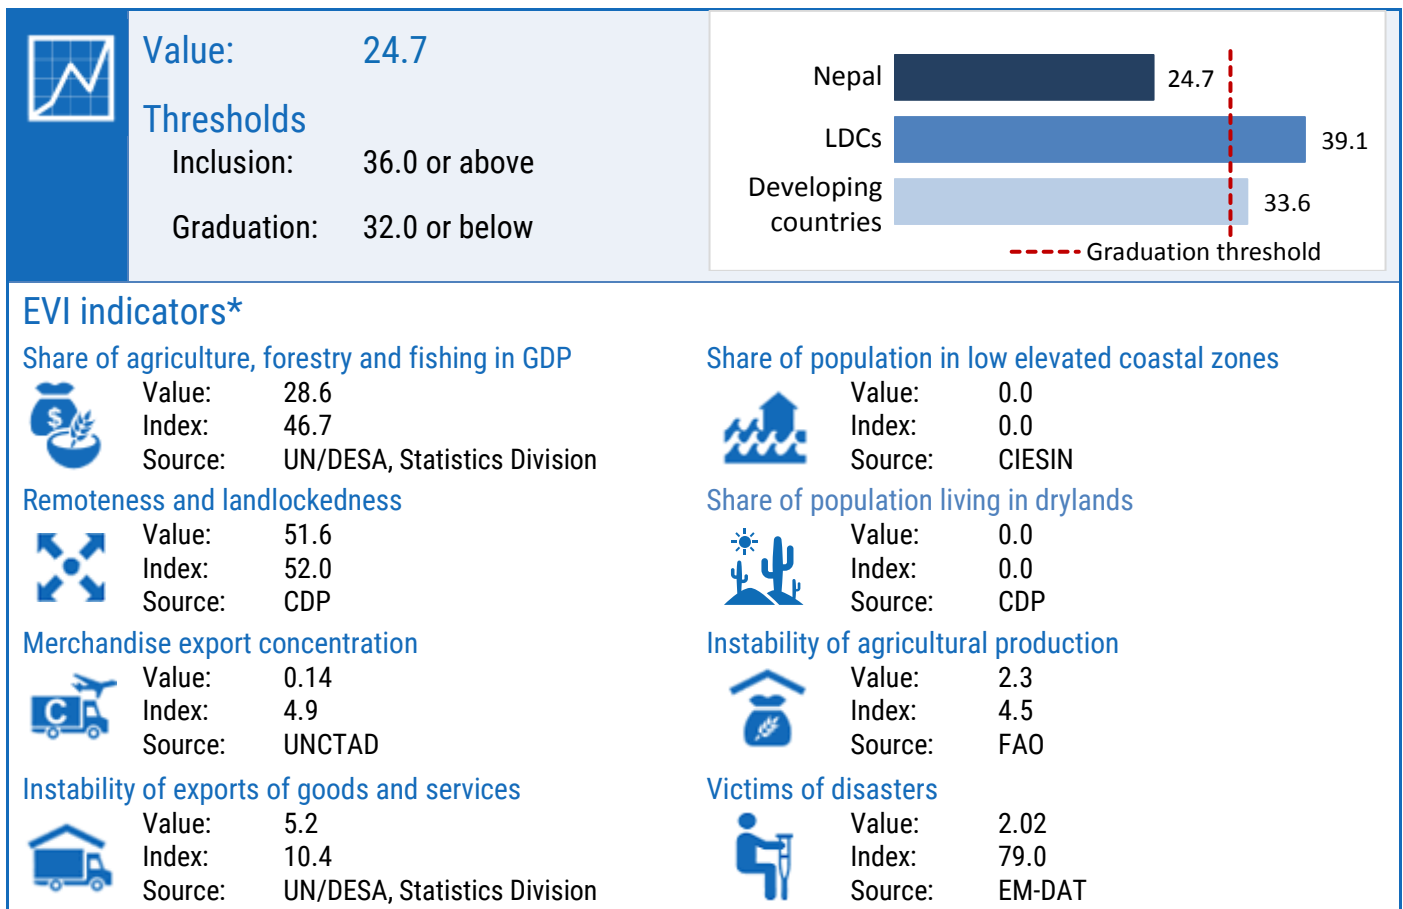 Value: 24.7
Thresholds
Inclusion: 36.0 or above
Graduation: 32.0 or below
Nepal 24.7
LDCs 39.1
Developing
countries 33.6
Graduation threshold
EVI indicators*
Share of agriculture, forestry and fishing in GDP
$
Value: 28.6
Index: 46.7
Source: UN/DESA, Statistics Division
Share of population in low elevated coastal zones
Value: 0.0
Index: 0.0
Source: CIESIN
Remoteness and landlockedness
Value: 51.6
Index: 52.0
Source: CDP
Share of population living in drylands
Value: 0.0
Index: 0.0
Source: CDP
Merchandise export concentration
C
Value: 0.14
Index: 4.9
Source: UNCTAD
Instability of agricultural production
Value: 2.3
Index: 4.5
Source: FAO
Instability of exports of goods and services
Value: 5.2
Index: 10.4
Source: UN/DESA, Statistics Division
Victims of disasters
Value: 2.02
Index: 79.0
Source: EM-DAT